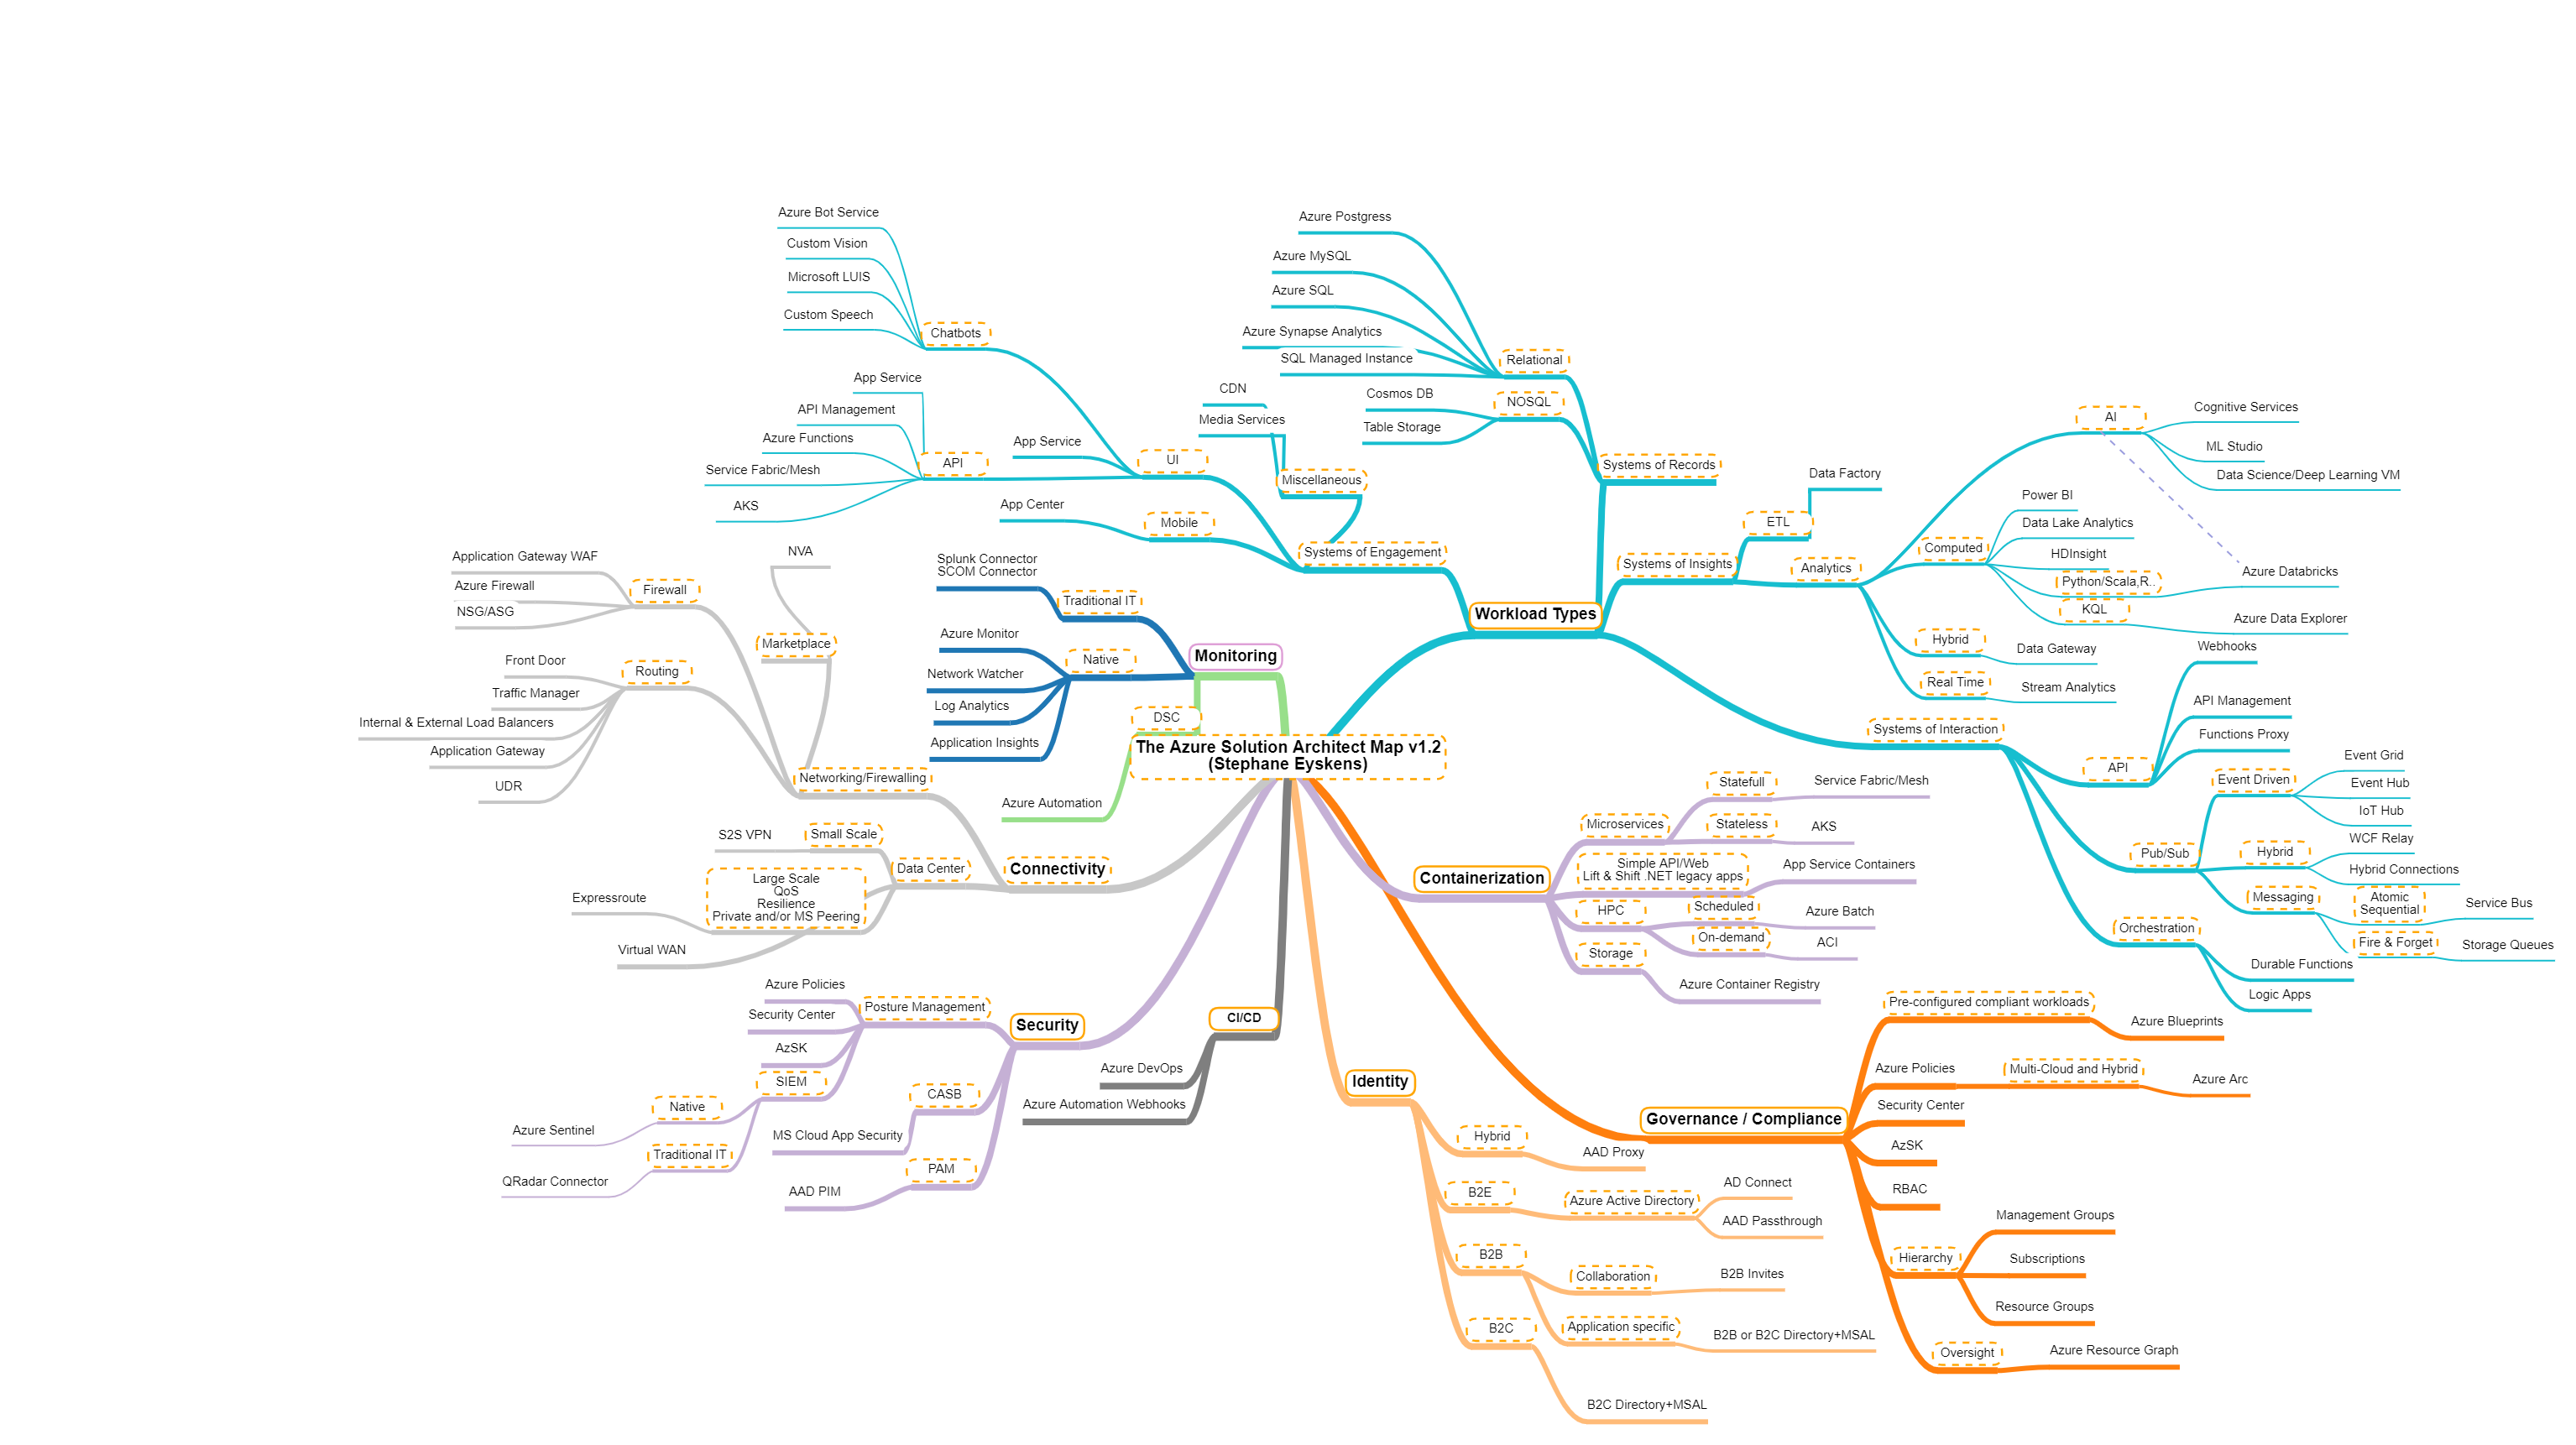 The Azure Solution Architect Map v1.2
(Stephane Eyskens)
Workload Types
Systems of Records
Relational
Azure Postgress
Azure MySQL
Azure SQL
Azure Synapse Analytics
SQL Managed Instance
NOSQL
Cosmos DB
Table Storage
Systems of Engagement
Miscellaneous
CDN
Media Services
UI
Chatbots
Azure Bot Service
Custom Vision
Microsoft LUIS
Custom Speech
App Service
API
App Service
API Management
Azure Functions
Service Fabric/Mesh
AKS
Mobile
App Center
Systems of Insights
ETL
Data Factory
Analytics
AI
Cognitive Services
ML Studio
Data Science/Deep Learning VM
Computed
Power BI
Data Lake Analytics
HDInsight
Python/Scala,R..
Azure Databricks
KQL
Azure Data Explorer
Hybrid
Data Gateway
Real Time
Stream Analytics
Systems of Interaction
API
Webhooks
API Management
Functions Proxy
Pub/Sub
Event Driven
Event Grid
Event Hub
IoT Hub
Hybrid
WCF Relay
Hybrid Connections
Messaging
Atomic
Sequential
Service Bus
Fire & Forget
Storage Queues
Orchestration
Durable Functions
Logic Apps
Monitoring
Traditional IT
Splunk Connector
SCOM Connector
Native
Azure Monitor
Network Watcher
Log Analytics
Application Insights
DSC
Azure Automation
Connectivity
Networking/Firewalling
Marketplace
NVA
Firewall
Application Gateway WAF
Azure Firewall
NSG/ASG
Routing
Front Door
Traffic Manager
Internal & External Load Balancers
Application Gateway
UDR
Data Center
Small Scale
S2S VPN
Large Scale
QoS
Resilience
Private and/or MS Peering
Expressroute
Virtual WAN
Security
Posture Management
Azure Policies
Security Center
AzSK
SIEM
Native
Azure Sentinel
Traditional IT
QRadar Connector
CASB
MS Cloud App Security
PAM
AAD PIM
CI/CD
Azure DevOps
Azure Automation Webhooks
Identity
Hybrid
AAD Proxy
B2E
Azure Active Directory
AD Connect
AAD Passthrough
B2B
Collaboration
B2B Invites
Application specific
B2B or B2C Directory+MSAL
B2C
B2C Directory+MSAL
Containerization
Microservices
Statefull
Service Fabric/Mesh
Stateless
AKS
Simple API/Web
Lift & Shift .NET legacy apps
App Service Containers
HPC
Scheduled
Azure Batch
On-demand
ACI
Storage
Azure Container Registry
Governance / Compliance
Pre-configured compliant workloads
Azure Blueprints
Azure Policies
Multi-Cloud and Hybrid
Azure Arc
Security Center
AzSK
RBAC
Hierarchy
Management Groups
Subscriptions
Resource Groups
Oversight
Azure Resource Graph